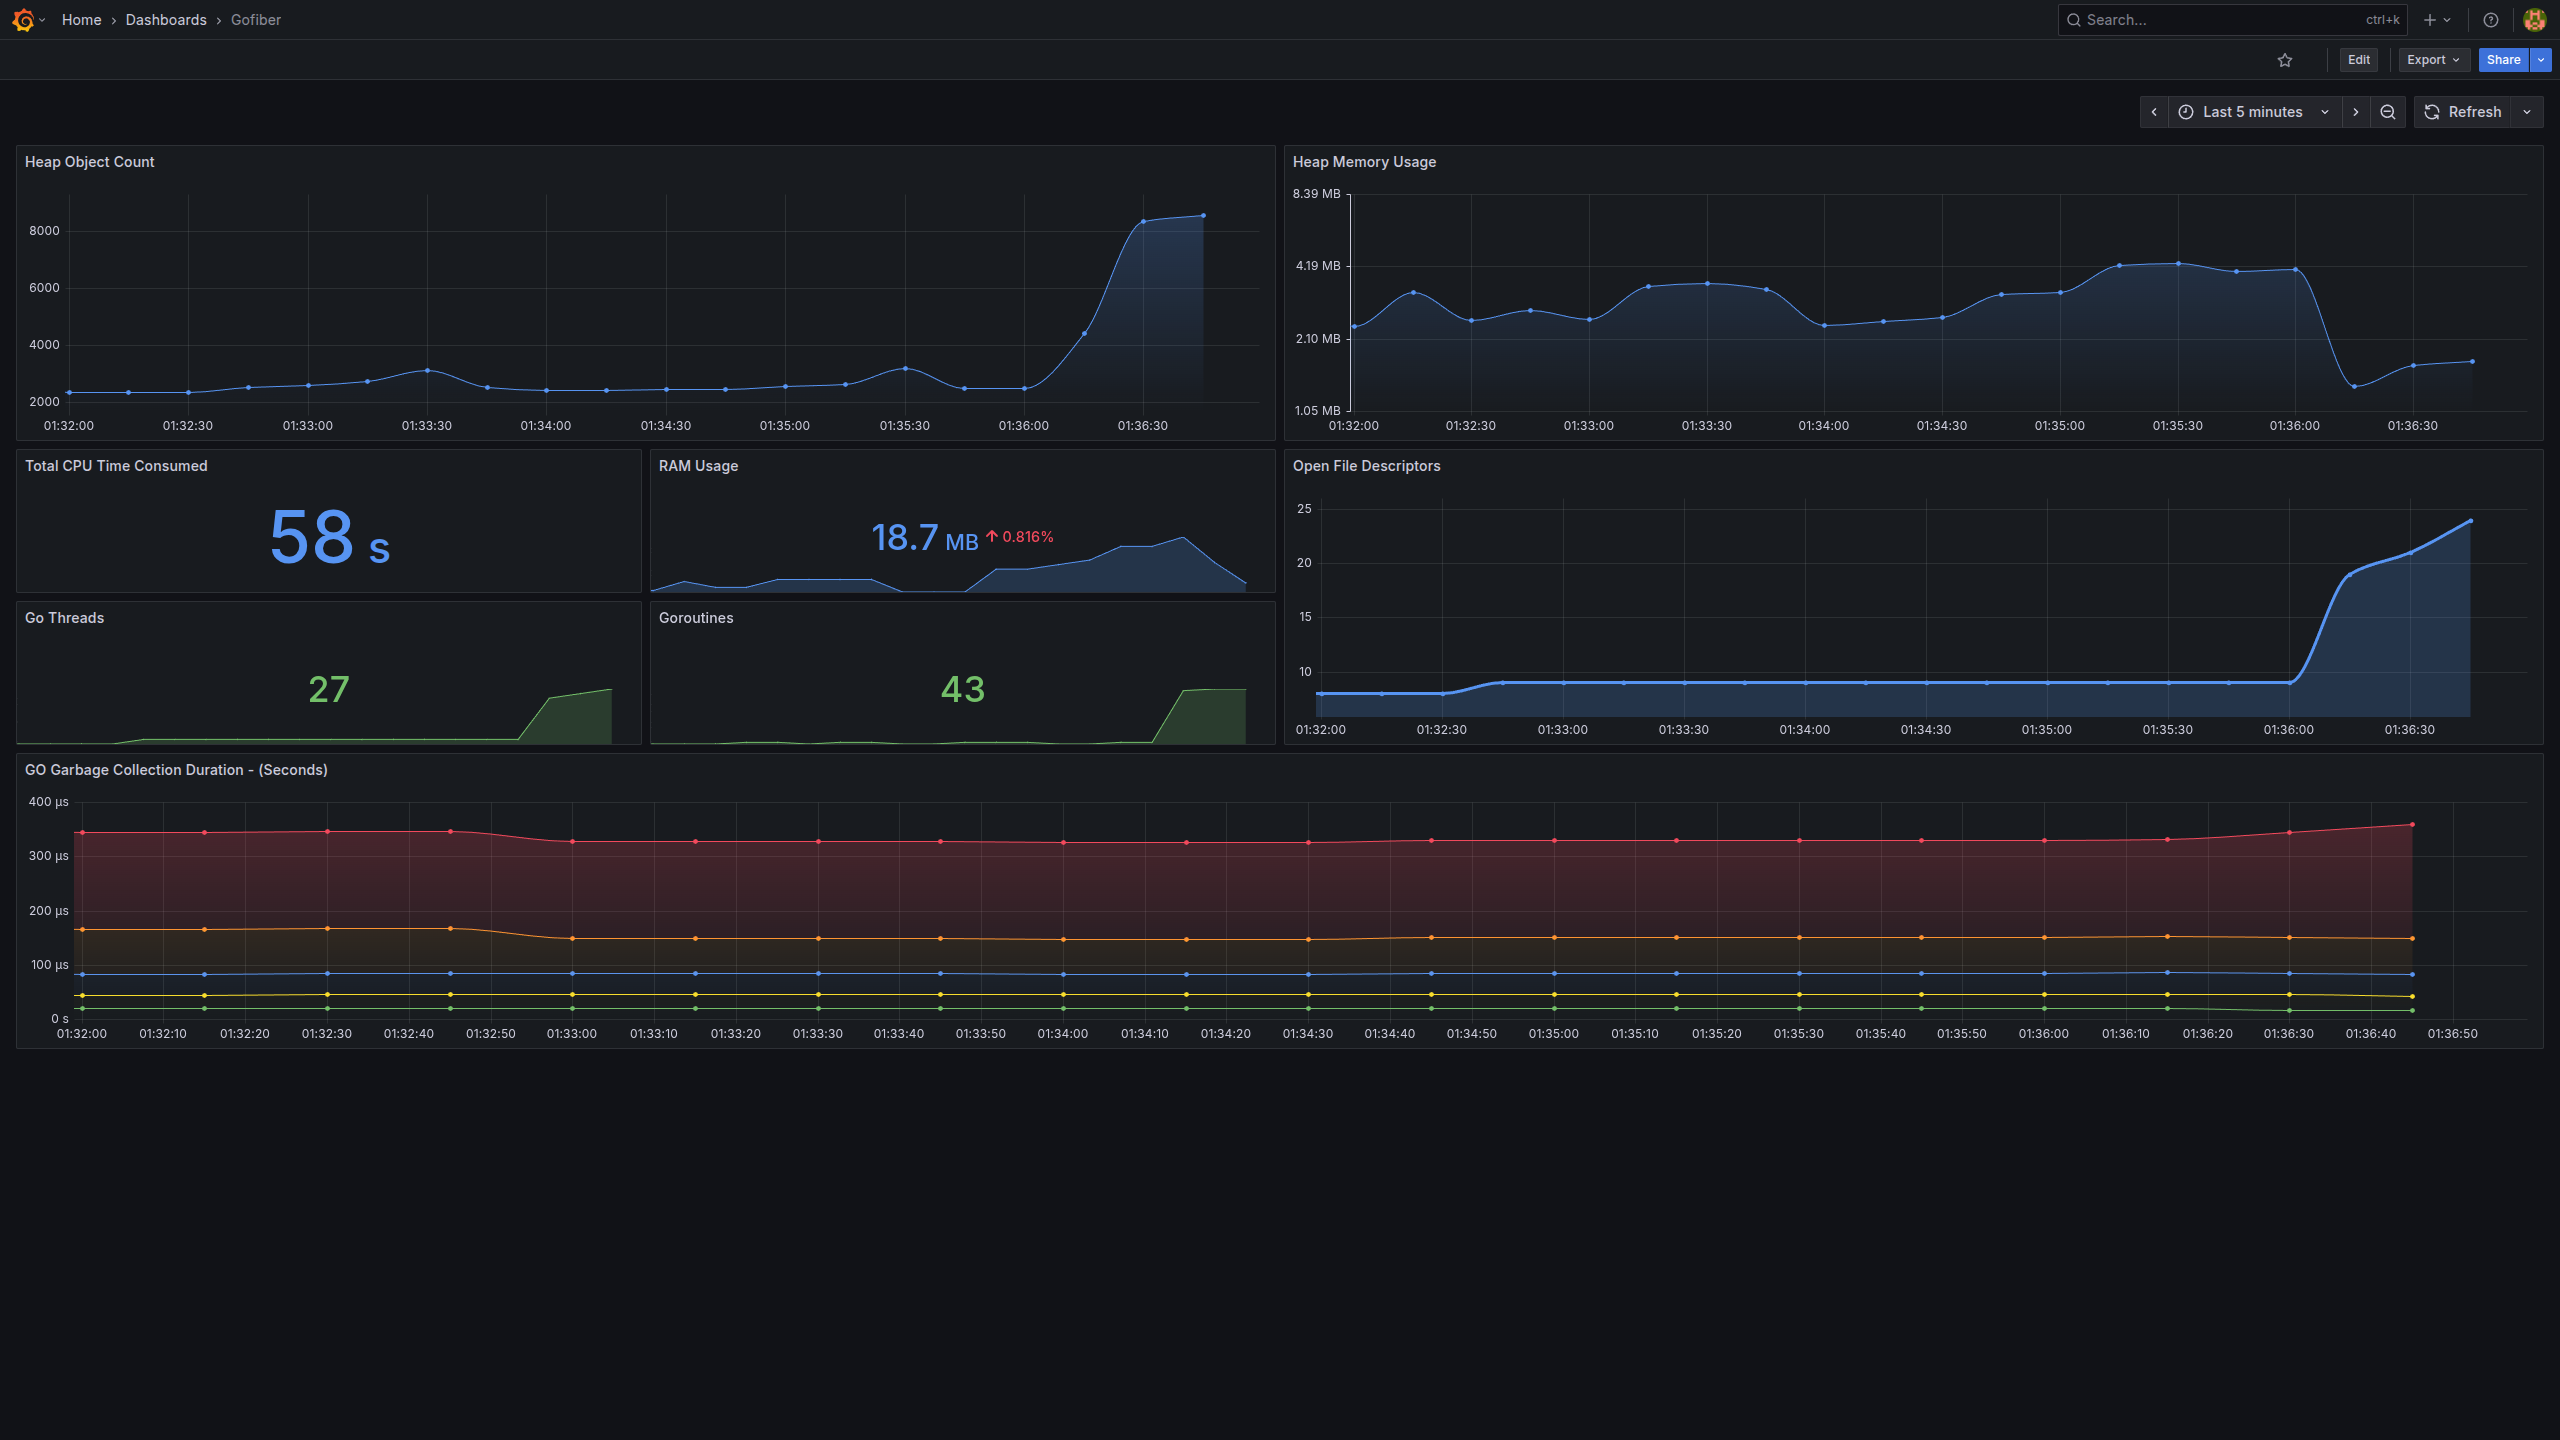 Home › Dashboards › Gofiber
Search... ctrl+k
Edit Export Share
Last 5 minutes Refresh
Heap Object Count
8000
6000
4000
2000
01:32:00 01:32:30 01:33:00 01:33:30 01:34:00 01:34:30 01:35:00 01:35:30 01:36:00 01:36:30
Heap Memory Usage
8.39 MB
4.19 MB
2.10 MB
1.05 MB
01:32:00 01:32:30 01:33:00 01:33:30 01:34:00 01:34:30 01:35:00 01:35:30 01:36:00 01:36:30
Total CPU Time Consumed
58 s
RAM Usage
18.7 MB 0.816%
Open File Descriptors
25
20
15
10
01:32:00 01:32:30 01:33:00 01:33:30 01:34:00 01:34:30 01:35:00 01:35:30 01:36:00 01:36:30
Go Threads
27
Goroutines
43
GO Garbage Collection Duration - (Seconds)
400 µs
300 µs
200 µs
100 µs
0 s
01:32:00 01:32:10 01:32:20 01:32:30 01:32:40 01:32:50 01:33:00 01:33:10 01:33:20 01:33:30 01:33:40 01:33:50 01:34:00 01:34:10 01:34:20 01:34:30 01:34:40 01:34:50 01:35:00 01:35:10 01:35:20 01:35:30 01:35:40 01:35:50 01:36:00 01:36:10 01:36:20 01:36:30 01:36:40 01:36:50